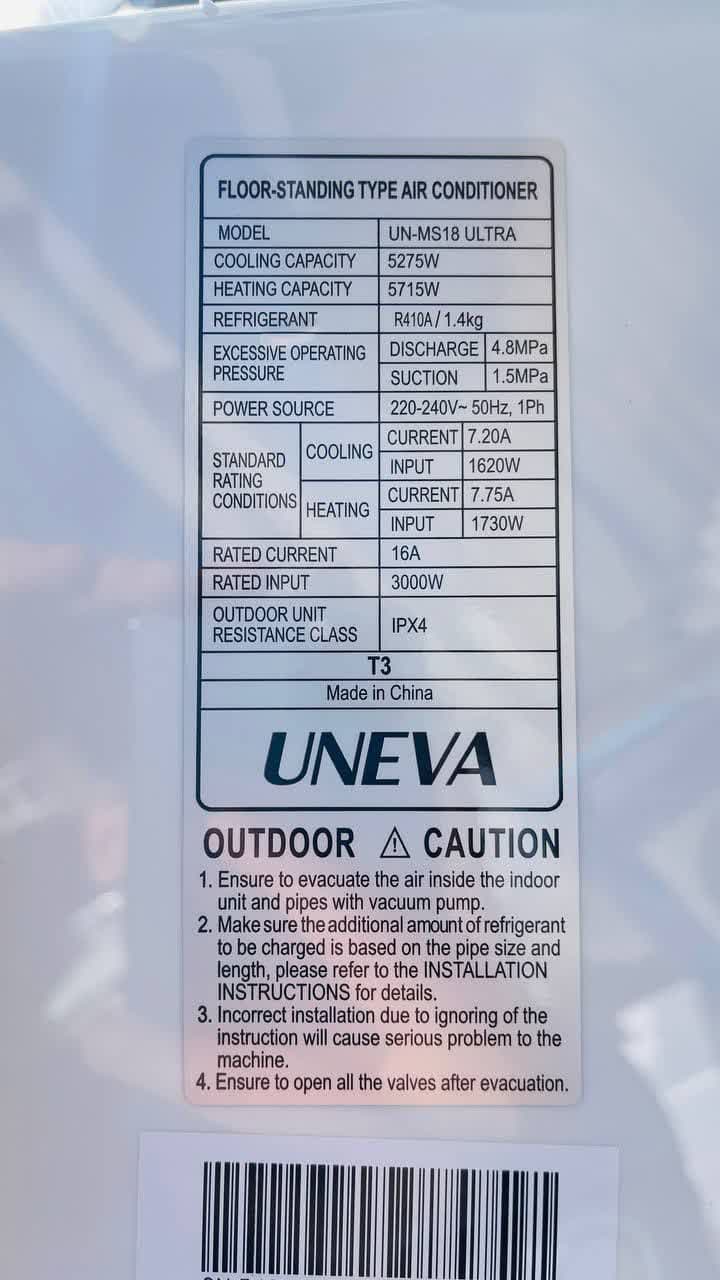 FLOOR-STANDING TYPE AIR CONDITIONER
MODEL UN-MS18 ULTRA
COOLING CAPACITY 5275W
HEATING CAPACITY 5715W
REFRIGERANT R410A / 1.4kg
EXCESSIVE OPERATING PRESSURE DISCHARGE 4.8MPa
SUCTION 1.5MPa
POWER SOURCE 220-240V~ 50Hz, 1Ph
STANDARD RATING CONDITIONS COOLING CURRENT 7.20A
INPUT 1620W
HEATING CURRENT 7.75A
INPUT 1730W
RATED CURRENT 16A
RATED INPUT 3000W
OUTDOOR UNIT RESISTANCE CLASS IPX4
T3
Made in China
UNEVA
OUTDOOR ⚠ CAUTION
1. Ensure to evacuate the air inside the indoor
unit and pipes with vacuum pump.
2. Make sure the additional amount of refrigerant
to be charged is based on the pipe size and
length, please refer to the INSTALLATION
INSTRUCTIONS for details.
3. Incorrect installation due to ignoring of the
instruction will cause serious problem to the
machine.
4. Ensure to open all the valves after evacuation.